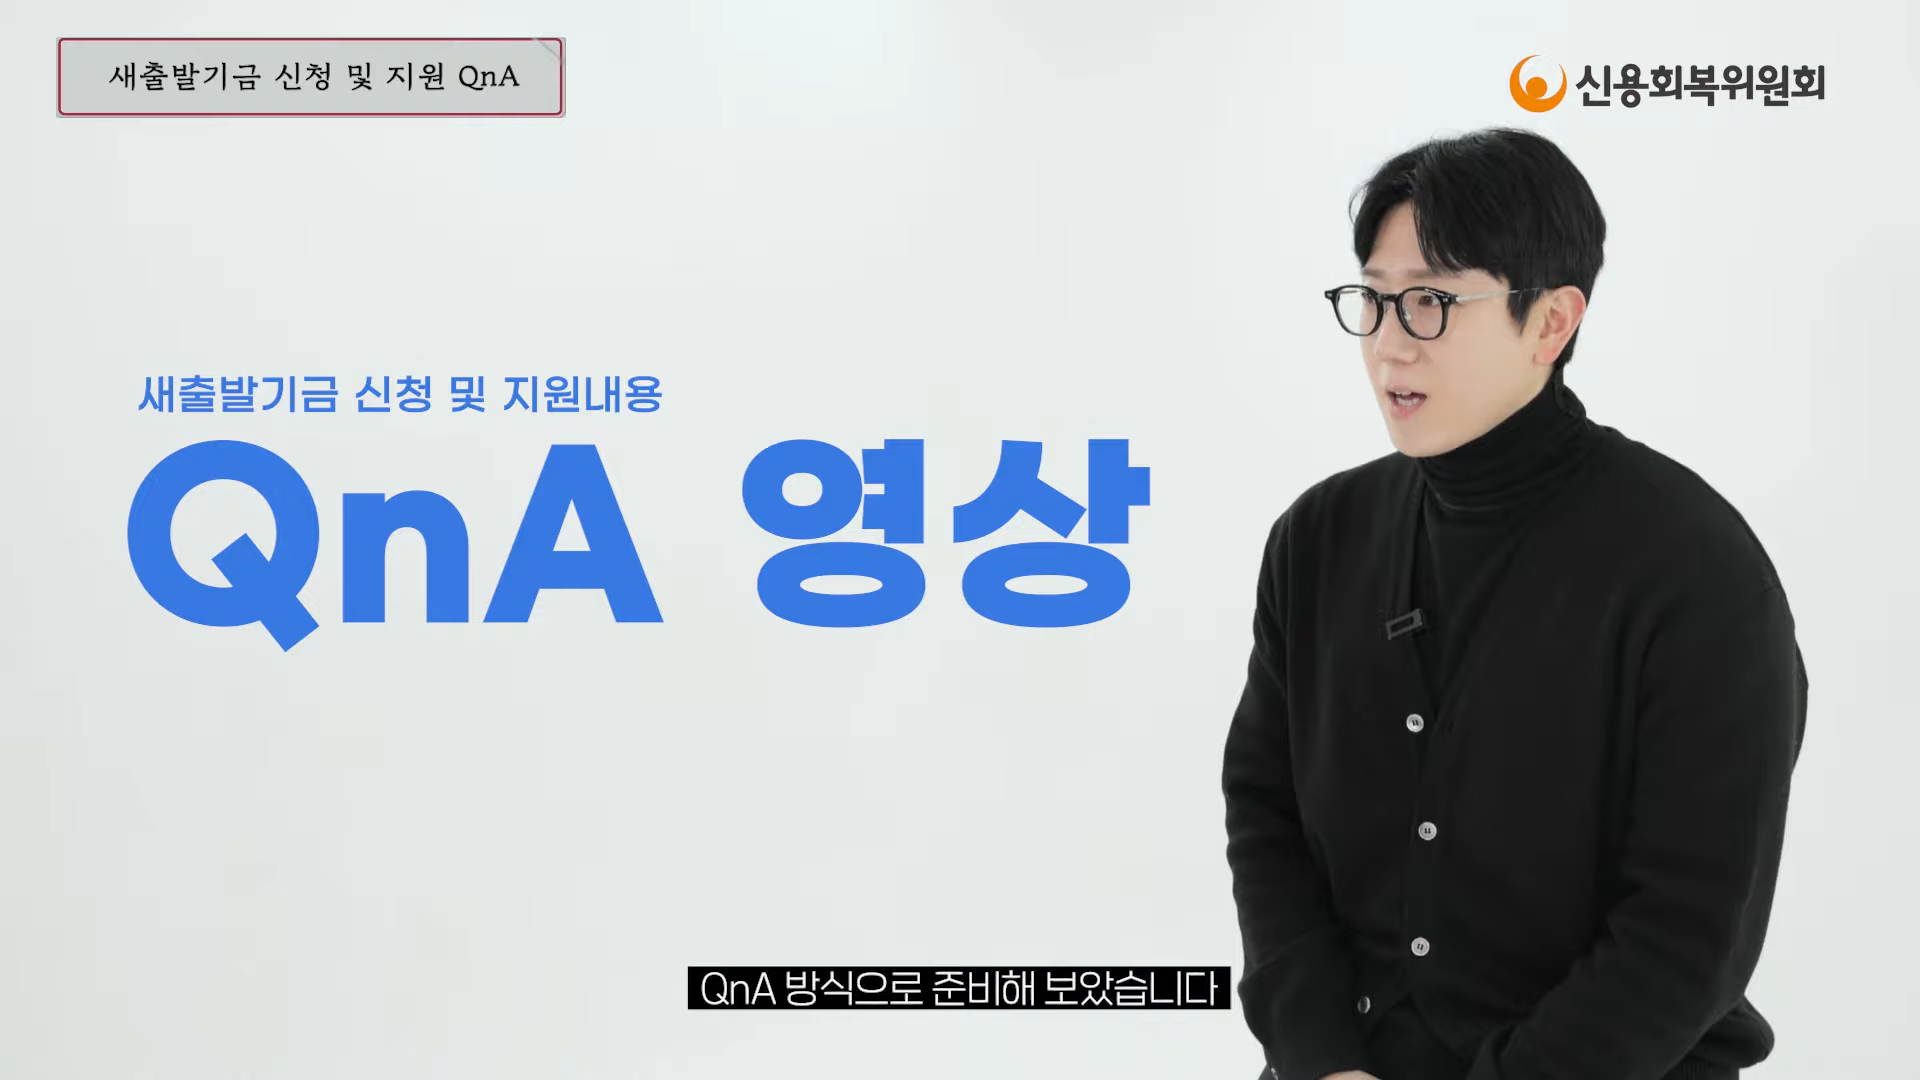 새출발기금 신청 및 지원 QnA
신용회복위원회
새출발기금 신청 및 지원내용
QnA 영상
QnA 방식으로 준비해 보았습니다